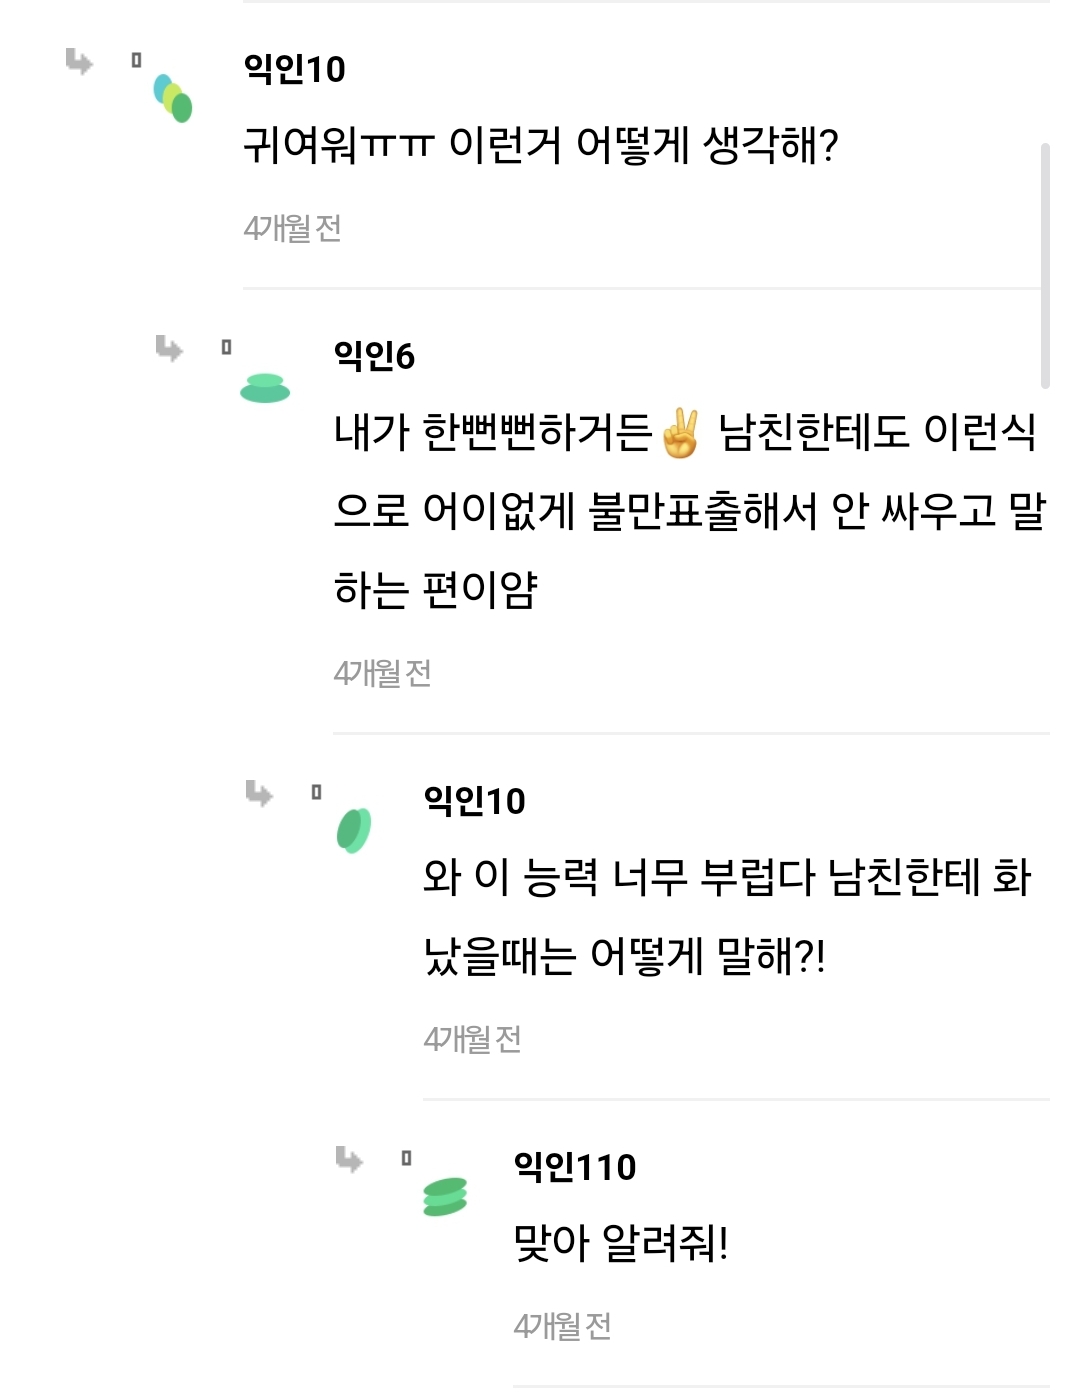 익인10
귀여워ㅠㅠ 이런거 어떻게 생각해?
4개월 전
익인6
내가 한뻔뻔하거든✌ 남친한테도 이런식
으로 어이없게 불만표출해서 안 싸우고 말
하는 편이얌
4개월 전
익인10
와 이 능력 너무 부럽다 남친한테 화
났을때는 어떻게 말해?!
4개월 전
익인110
맞아 알려줘!
4개월 전